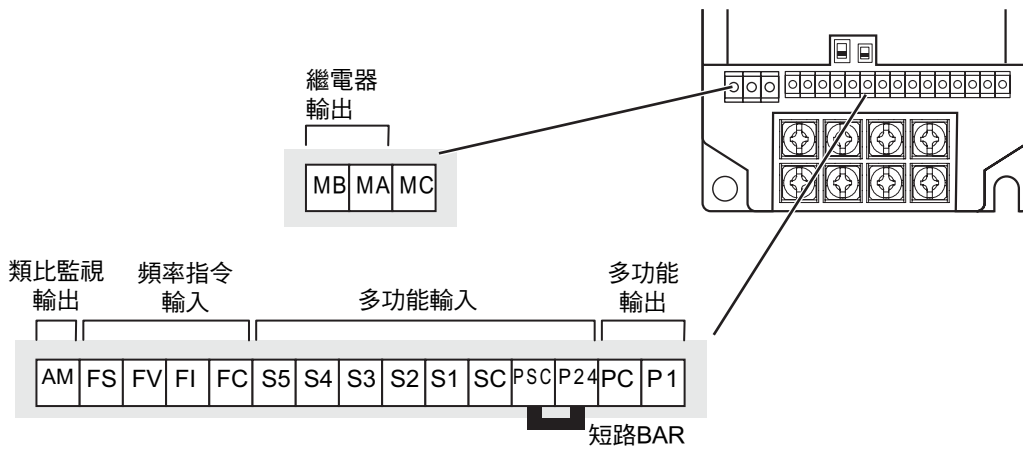 繼電器
輸出
MB MA MC
類比監視
輸出
頻率指令
輸入
多功能輸入
多功能
輸出
AM FS FV FI FC S5 S4 S3 S2 S1 SC PSC P24 PC P1
短路BAR